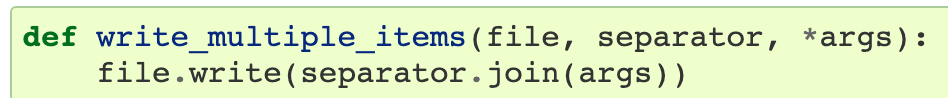 def write_multiple_items(file, separator, *args):
    file.write(separator.join(args))